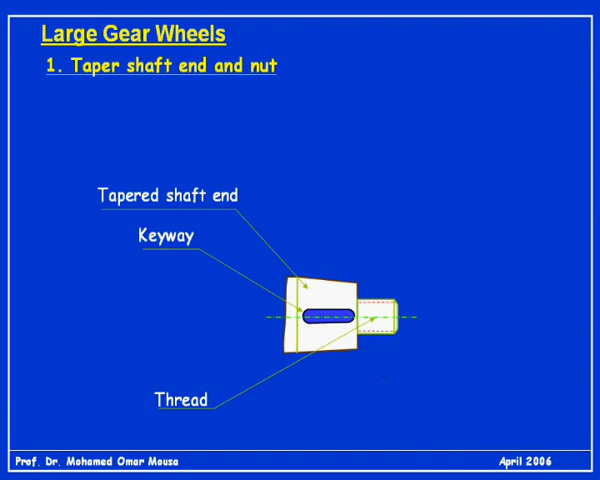 Large Gear Wheels
1. Taper shaft end and nut
Tapered shaft end
Keyway
Thread
Prof. Dr. Mohamed Omar Mousa
April 2006